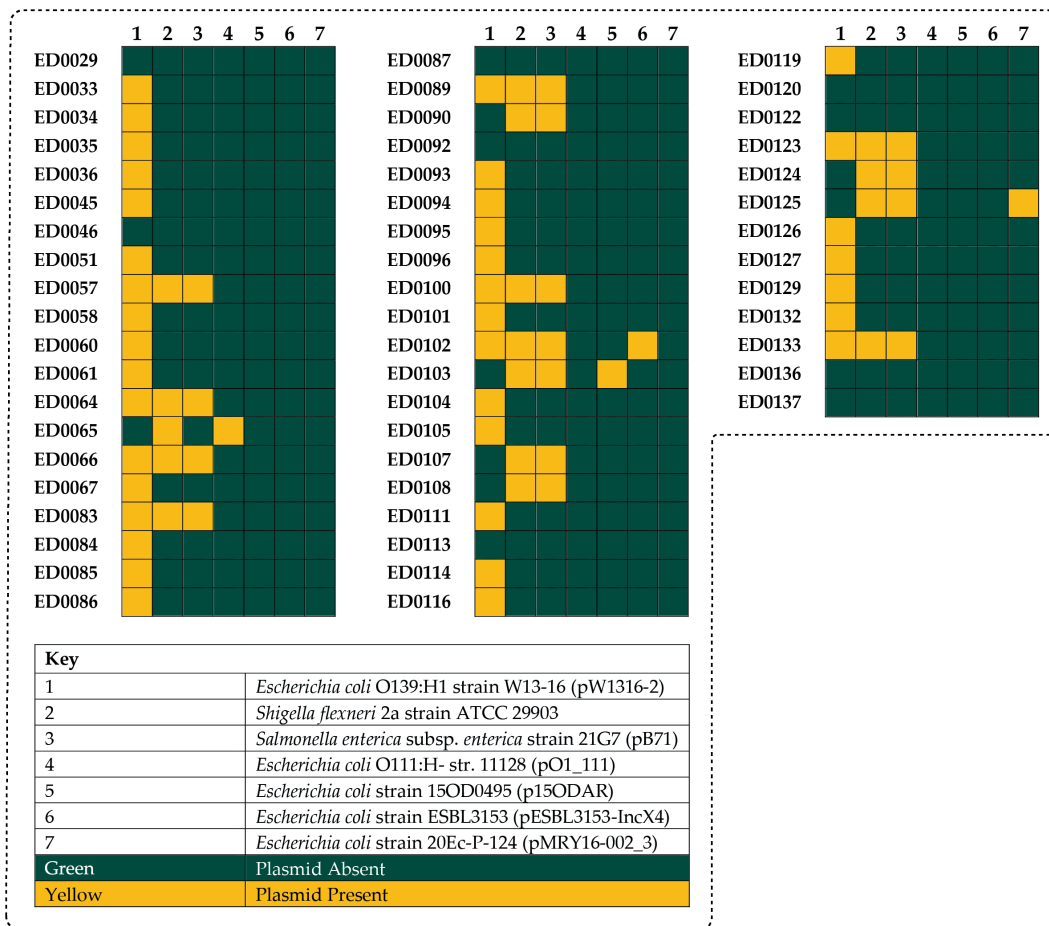 1 2 3 4 5 6 7
ED0029
ED0033
ED0034
ED0035
ED0036
ED0045
ED0046
ED0051
ED0057
ED0058
ED0060
ED0061
ED0064
ED0065
ED0066
ED0067
ED0083
ED0084
ED0085
ED0086
1 2 3 4 5 6 7
ED0087
ED0089
ED0090
ED0092
ED0093
ED0094
ED0095
ED0096
ED0100
ED0101
ED0102
ED0103
ED0104
ED0105
ED0107
ED0108
ED0111
ED0113
ED0114
ED0116
1 2 3 4 5 6 7
ED0119
ED0120
ED0122
ED0123
ED0124
ED0125
ED0126
ED0127
ED0129
ED0132
ED0133
ED0136
ED0137
Key
1 Escherichia coli O139:H1 strain W13-16 (pW1316-2)
2 Shigella flexneri 2a strain ATCC 29903
3 Salmonella enterica subsp. enterica strain 21G7 (pB71)
4 Escherichia coli O111:H- str. 11128 (pO1_111)
5 Escherichia coli strain 15OD0495 (p15ODAR)
6 Escherichia coli strain ESBL3153 (pESBL3153-IncX4)
7 Escherichia coli strain 20Ec-P-124 (pMRY16-002_3)
Green Plasmid Absent
Yellow Plasmid Present